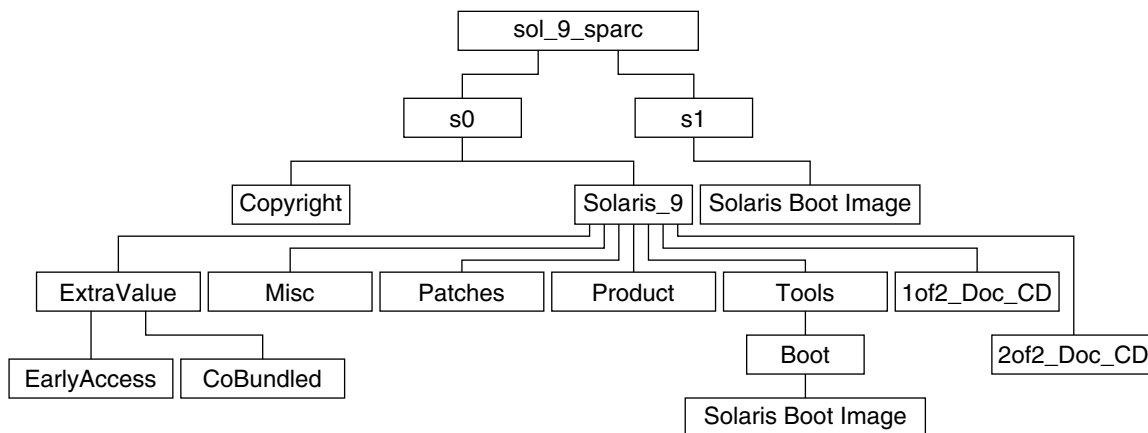 sol_9_sparc
s0
s1
Copyright
Solaris_9
Solaris Boot Image
ExtraValue
Misc
Patches
Product
Tools
1of2_Doc_CD
EarlyAccess
CoBundled
Boot
2of2_Doc_CD
Solaris Boot Image